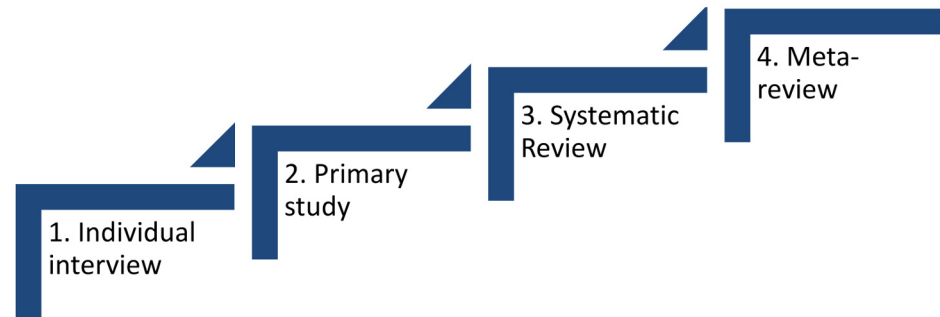 1. Individual
interview
2. Primary
study
3. Systematic
Review
4. Meta-
review